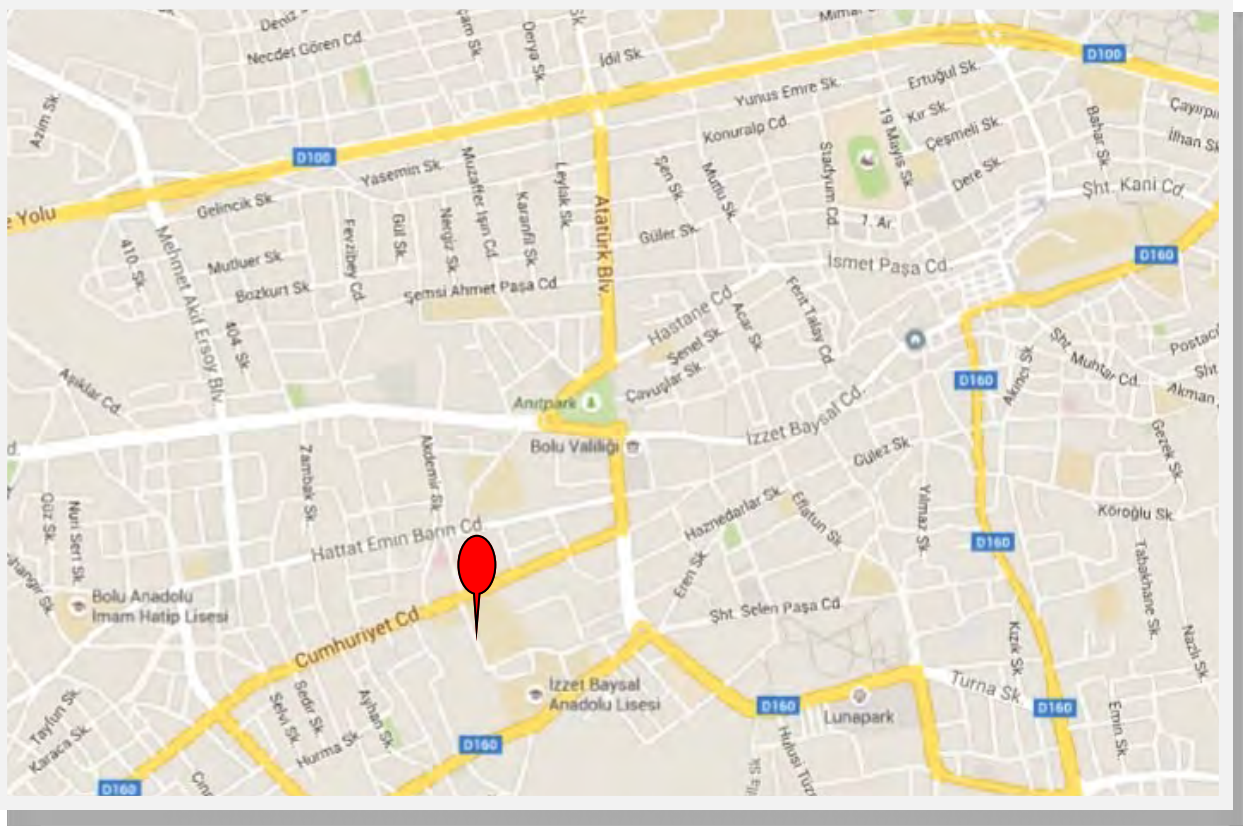 Deniz
Necdet Gören Cd.
Derya Sk.
İdil Sk.
D100
Azim Sk.
Yunus Emre Sk.
Ertuğul Sk.
Konuralp Cd.
Kır Sk.
Çeşmeli Sk.
19 Mayıs Sk.
Bahar Sk.
İlhan Sk.
D100
Yasemin Sk.
Muzaffer Işın Cd.
Leylak Sk.
Şen Sk.
Mutlu Sk.
Stadyum Cd.
Dere Sk.
Şht. Kani Cd.
e Yolu
Gelincik Sk.
Fevzibey Cd.
Gül Sk.
Nergiz Sk.
Karanfil Sk.
Atatürk Blv.
Güler Sk.
1. Ar.
410. Sk.
Mehmet Akif Ersoy Blv.
Mutluer Sk.
İsmet Paşa Cd.
D160
Bozkurt Sk.
Şemsi Ahmet Paşa Cd.
Hastane Cd.
Acar Sk.
Ferit Talay Cd.
404. Sk.
Şenel Sk.
Akıncı Sk.
Şht. Muhtar Cd.
Aşıklar Cd.
Çavuşlar Sk.
D160
Akman
Anıtpark
Bolu Valiliği
İzzet Baysal Cd.
Gülez Sk.
Gezek Sk.
Zambak Sk.
Akdemir Sk.
Güz Sk.
Nuri Sert Sk.
Haznedarlar Sk.
Eflatun Sk.
Yılmaz Sk.
Köroğlu Sk.
Hattat Emin Barın Cd.
D160
Tabakhane Sk.
Eren Sk.
Bolu Anadolu
İmam Hatip Lisesi
Şht. Selen Paşa Cd.
Cumhuriyet Cd
Kızık Sk.
Nazlı Sk.
İzzet Baysal
Anadolu Lisesi
Turna Sk.
Tayfun Sk.
Karaca Sk.
Selvi Sk.
Sedir Sk.
Ayhan Sk.
Hurma Sk.
D160
D160
Lunapark
D160
Emin Sk.
D160